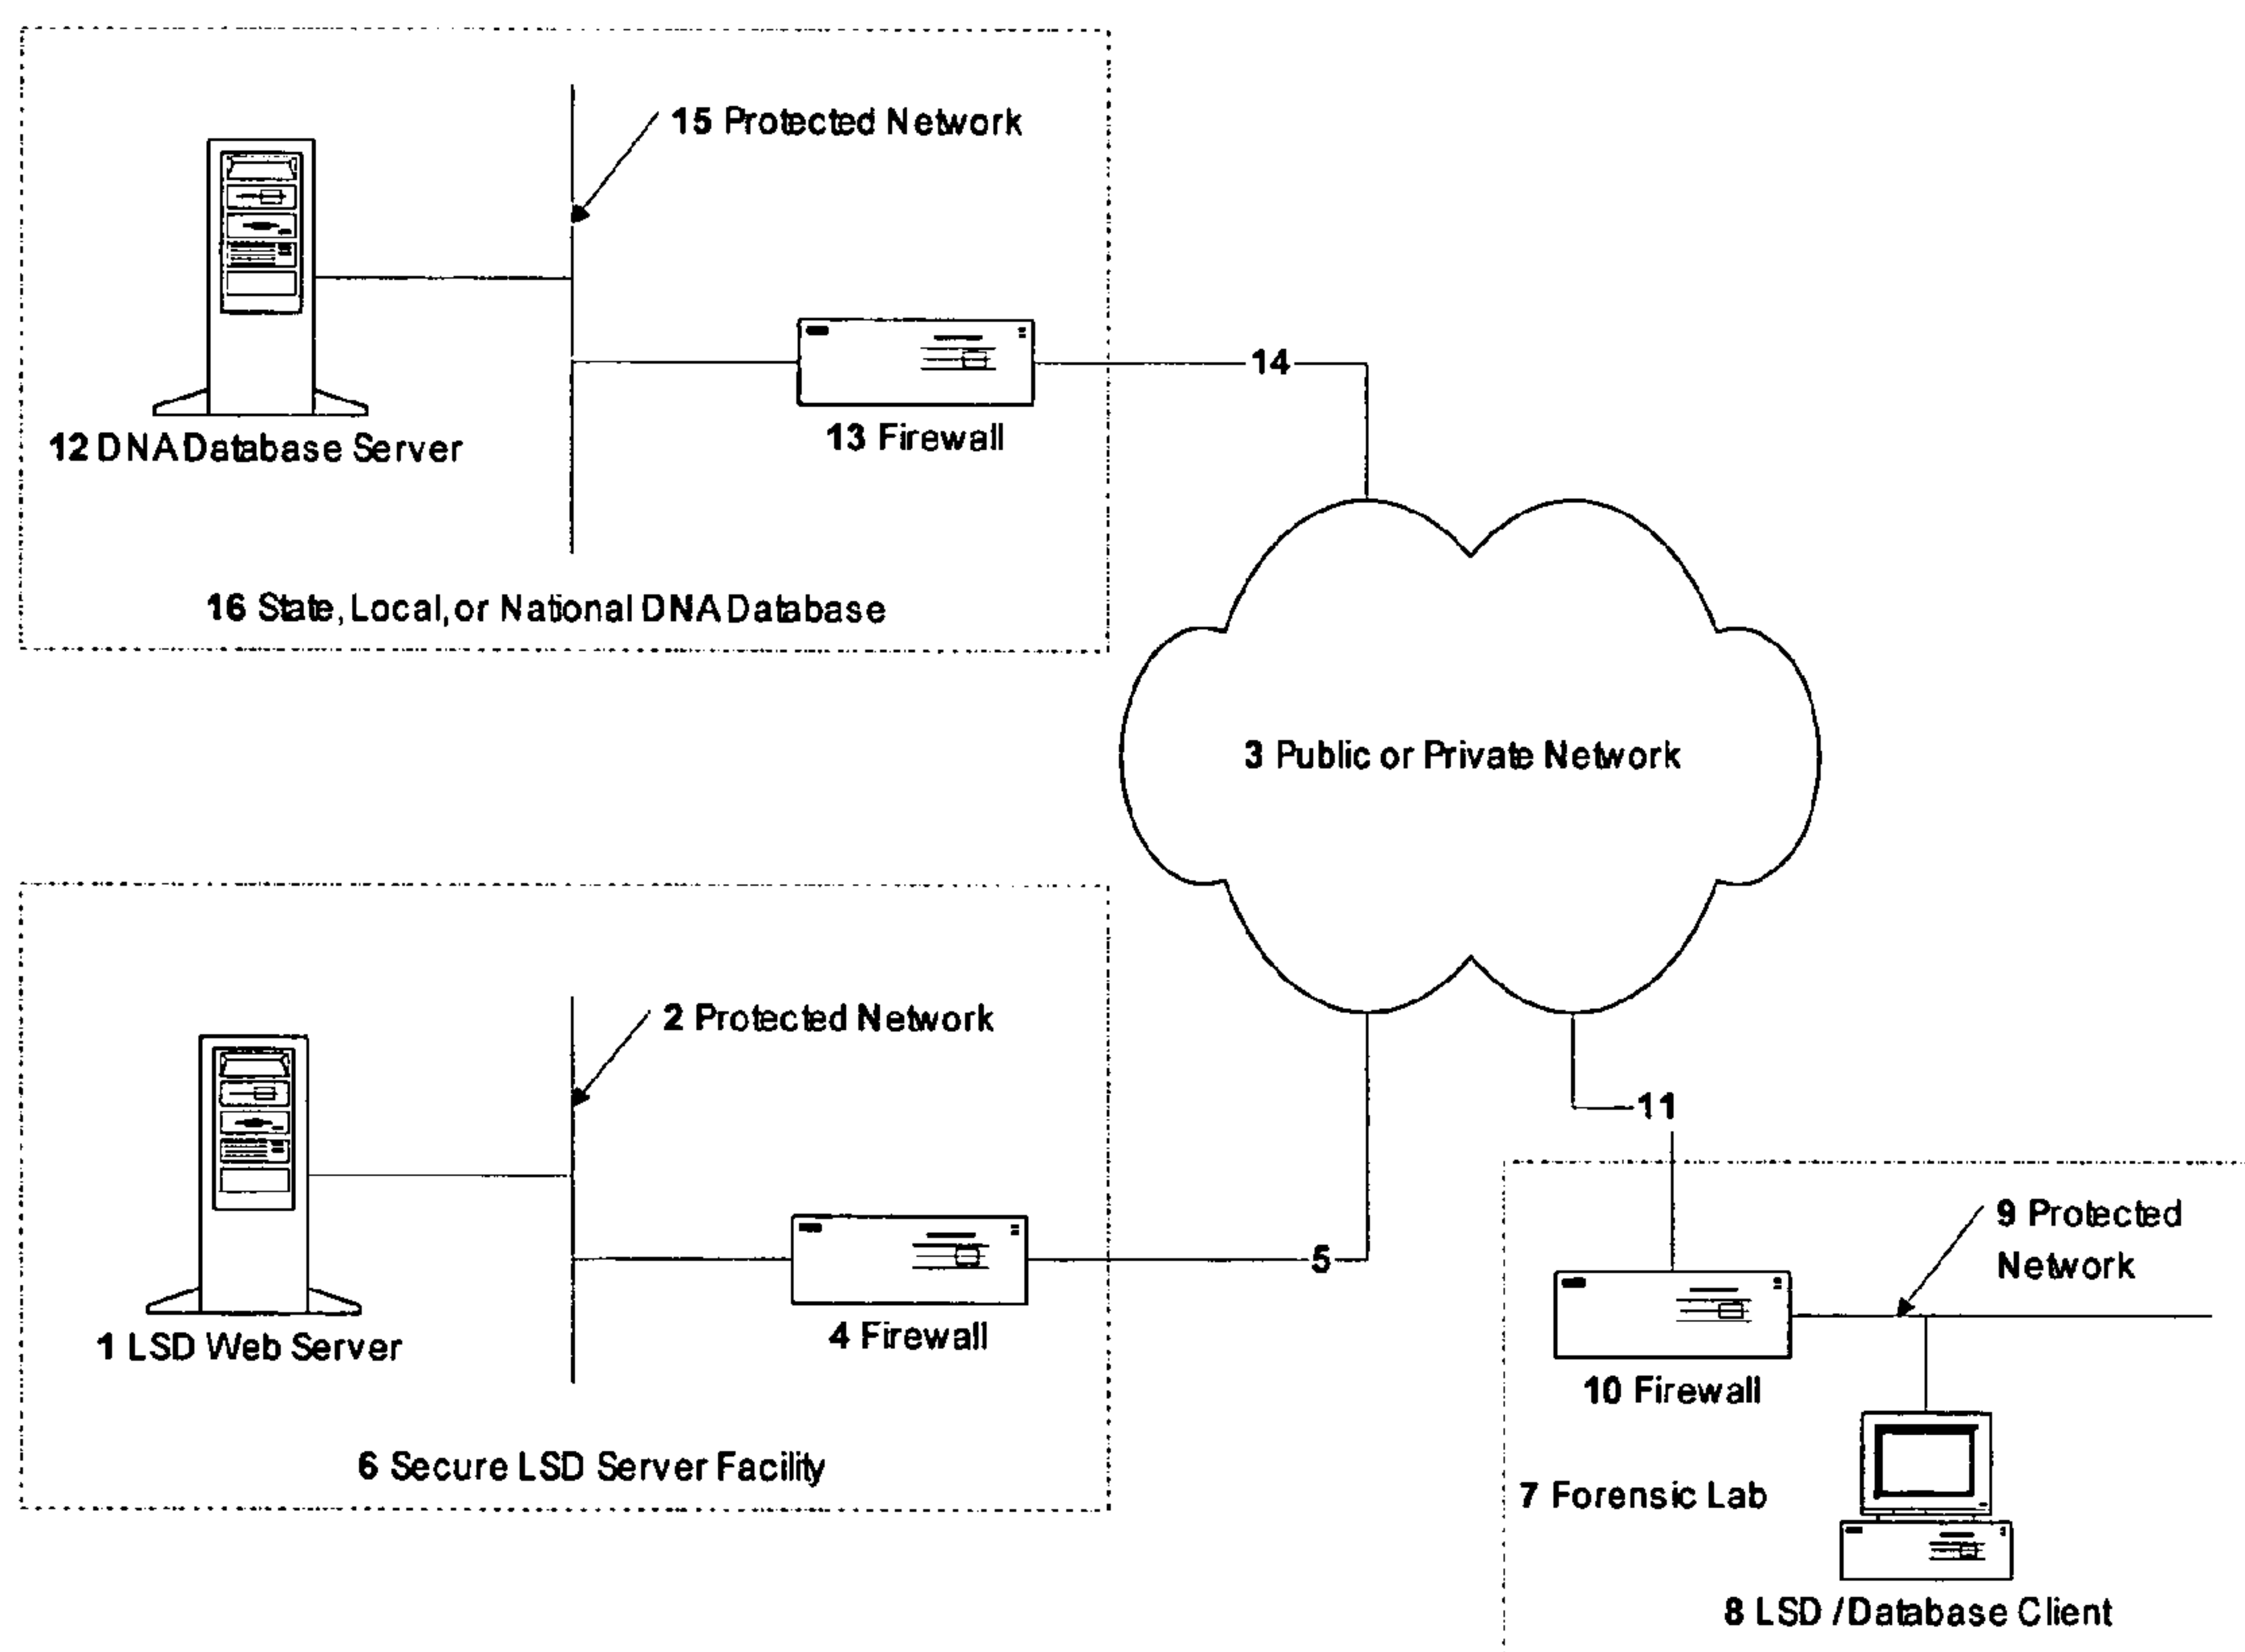 15 Protected Network
14
13 Firewall
12 DNA Database Server
16 State, Local, or National DNA Database
3 Public or Private Network
2 Protected Network
11
9 Protected
Network
5
4 Firewall
1 LSD Web Server
10 Firewall
6 Secure LSD Server Facility
7 Forensic Lab
8 LSD / Database Client